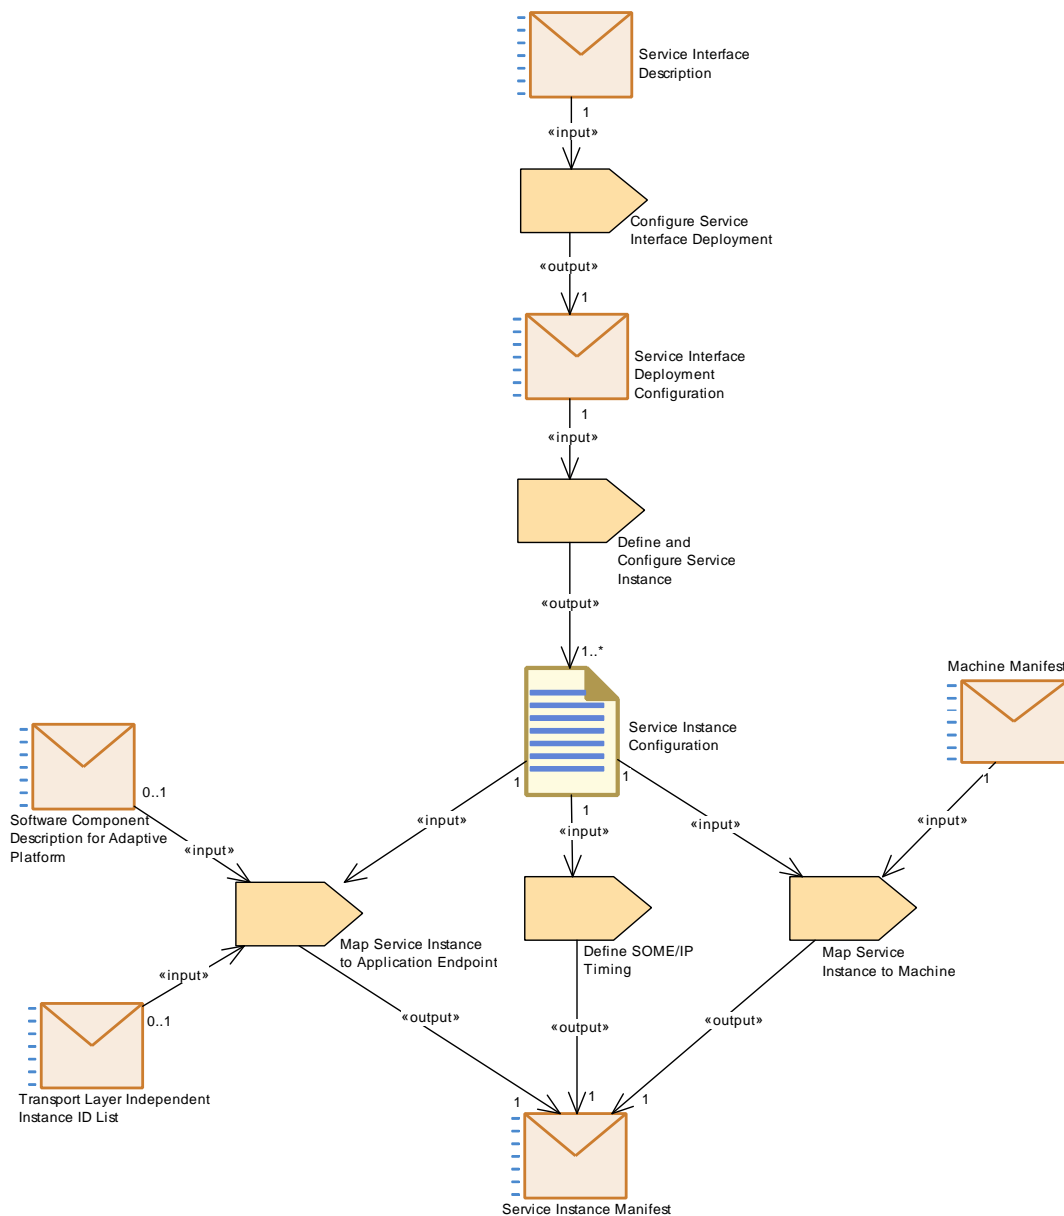 Service Interface
Description
1
«input»
Configure Service
Interface Deployment
«output»
1
Service Interface
Deployment
Configuration
1
«input»
Define and
Configure Service
Instance
«output»
1..*
Machine Manifest
Service Instance
Configuration
1
1
1
1
0..1
Software Component
Description for Adaptive
Platform
«input»
«input»
«input»
«input»
«input»
Map Service Instance
to Application Endpoint
Define SOME/IP
Timing
Map Service
Instance to Machine
«input»
0..1
Transport Layer Independent
Instance ID List
«output»
«output»
«output»
1
1
1
Service Instance Manifest